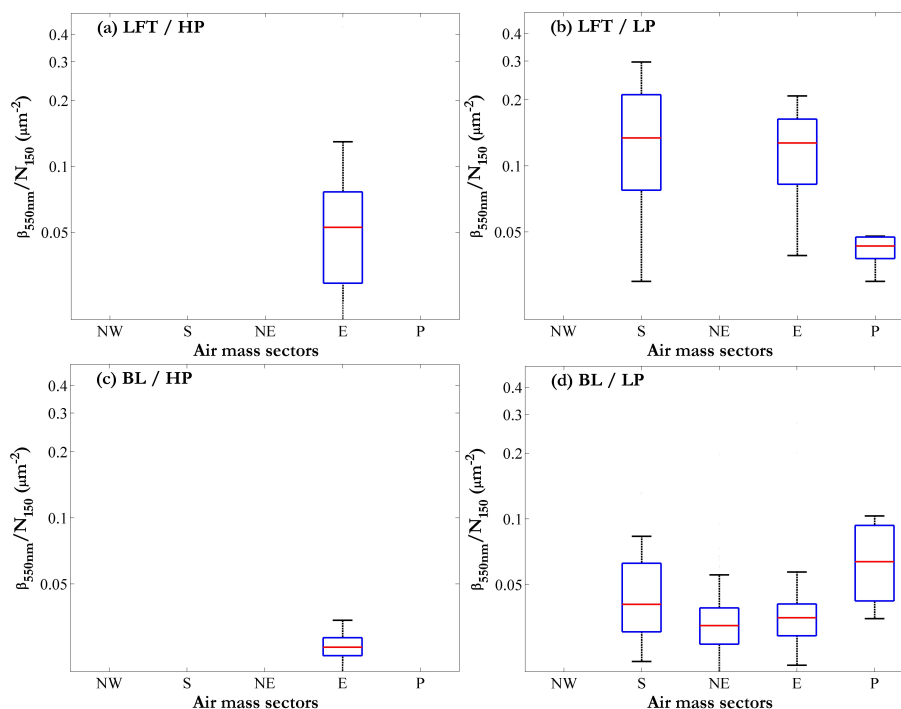 (a) LFT / HP
0.4
0.3
0.2
0.1
0.05
β550nm/N150 (μm-2)
NW S NE E P
Air mass sectors
(b) LFT / LP
0.4
0.3
0.2
0.1
0.05
β550nm/N150 (μm-2)
NW S NE E P
Air mass sectors
(c) BL / HP
0.4
0.3
0.2
0.1
0.05
β550nm/N150 (μm-2)
NW S NE E P
Air mass sectors
(d) BL / LP
0.4
0.3
0.2
0.1
0.05
β550nm/N150 (μm-2)
NW S NE E P
Air mass sectors